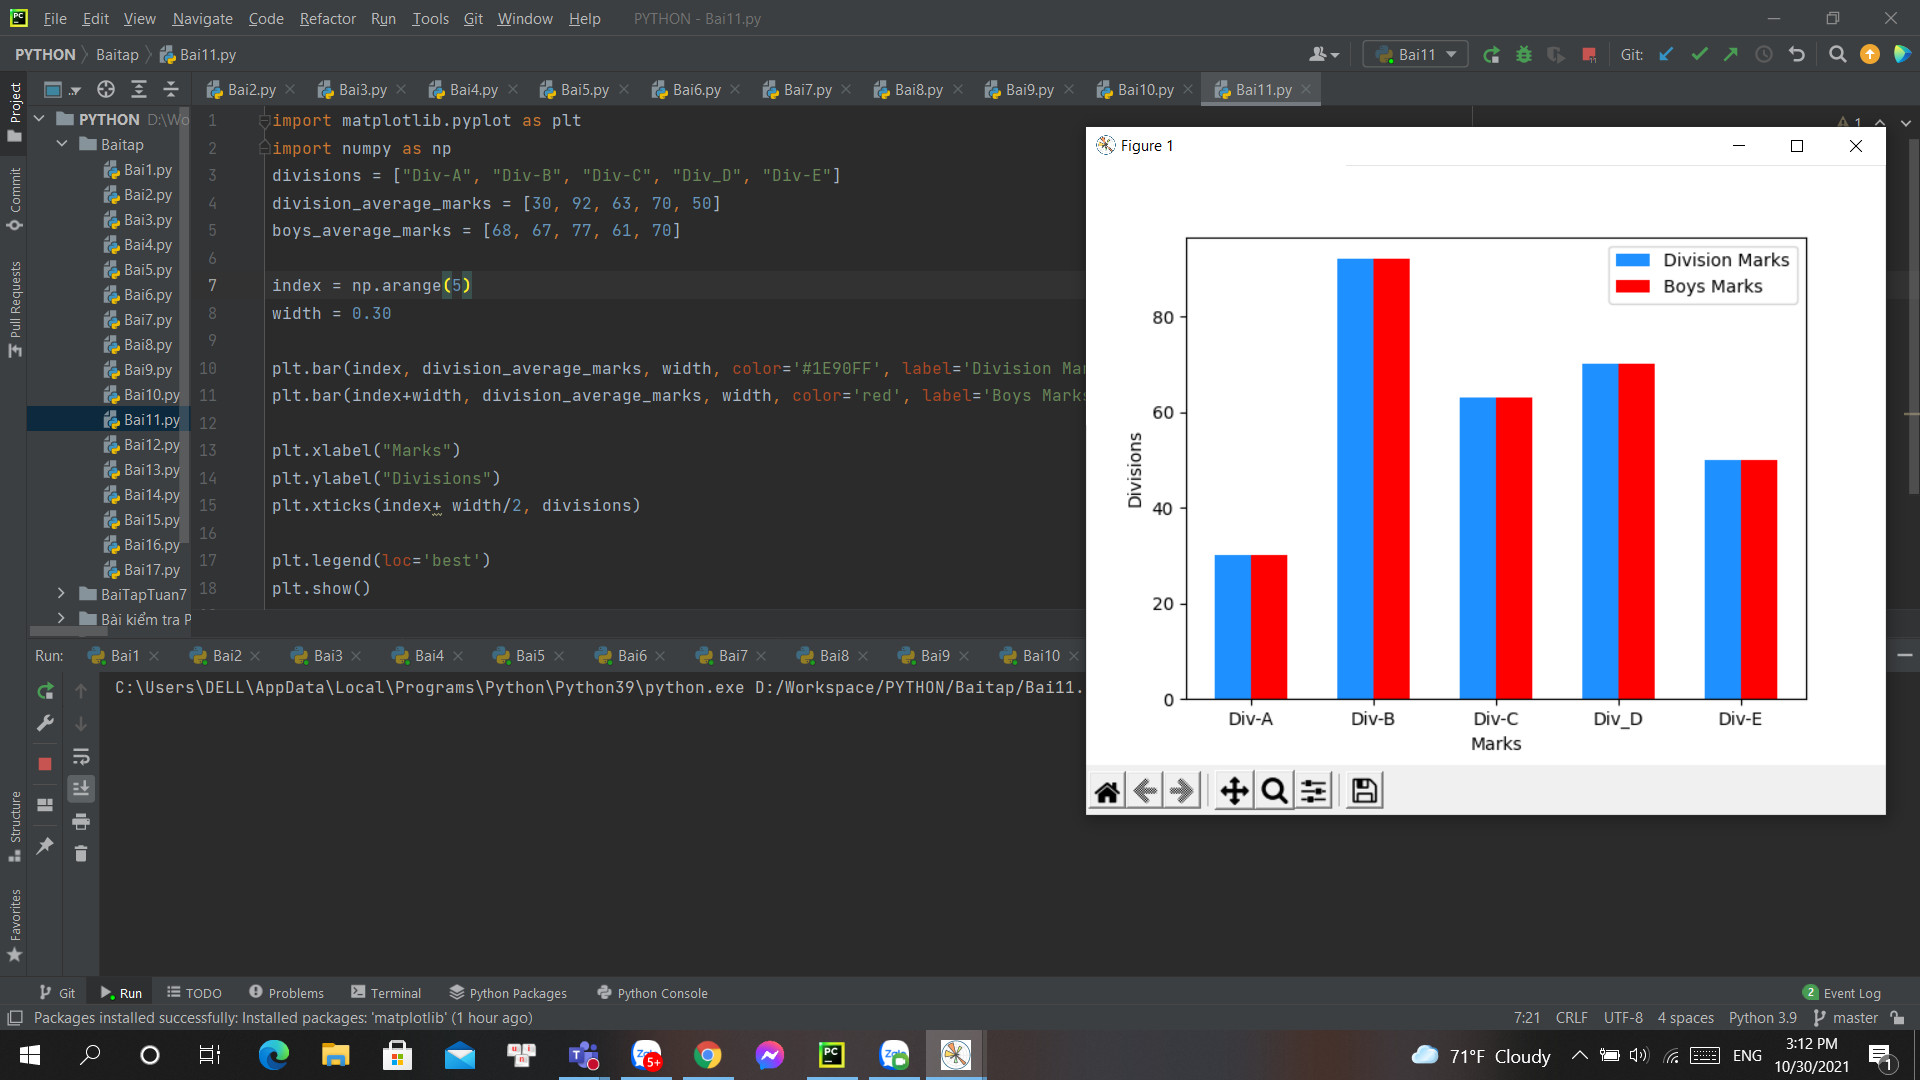 File Edit View Navigate Code Refactor Run Tools Git Window Help PYTHON - Bai11.py
PYTHON Baitap Bai11.py
Bai11
Git:
Bai2.py Bai3.py Bai4.py Bai5.py Bai6.py Bai7.py Bai8.py Bai9.py Bai10.py Bai11.py
Project
Commit
Pull Requests
Structure
Favorites
PYTHON D:\Wo
Baitap
Bai1.py
Bai2.py
Bai3.py
Bai4.py
Bai5.py
Bai6.py
Bai7.py
Bai8.py
Bai9.py
Bai10.py
Bai11.py
Bai12.py
Bai13.py
Bai14.py
Bai15.py
Bai16.py
Bai17.py
BaiTapTuan7
Bài kiểm tra P
1 import matplotlib.pyplot as plt
2 import numpy as np
3 divisions = ["Div-A", "Div-B", "Div-C", "Div_D", "Div-E"]
4 division_average_marks = [30, 92, 63, 70, 50]
5 boys_average_marks = [68, 67, 77, 61, 70]
6
7 index = np.arange(5)
8 width = 0.30
9
10 plt.bar(index, division_average_marks, width, color='#1E90FF', label='Division Mar
11 plt.bar(index+width, division_average_marks, width, color='red', label='Boys Marks
12
13 plt.xlabel("Marks")
14 plt.ylabel("Divisions")
15 plt.xticks(index+ width/2, divisions)
16
17 plt.legend(loc='best')
18 plt.show()
1
Figure 1
Division Marks
Boys Marks
80
60
40
20
0
Divisions
Div-A Div-B Div-C Div_D Div-E
Marks
Run: Bai1 Bai2 Bai3 Bai4 Bai5 Bai6 Bai7 Bai8 Bai9 Bai10
C:\Users\DELL\AppData\Local\Programs\Python\Python39\python.exe D:/Workspace/PYTHON/Baitap/Bai11.
Git Run TODO Problems Terminal Python Packages Python Console 2 Event Log
Packages installed successfully: Installed packages: 'matplotlib' (1 hour ago) 7:21 CRLF UTF-8 4 spaces Python 3.9 master
71°F Cloudy ENG
3:12 PM
10/30/2021
5+
1